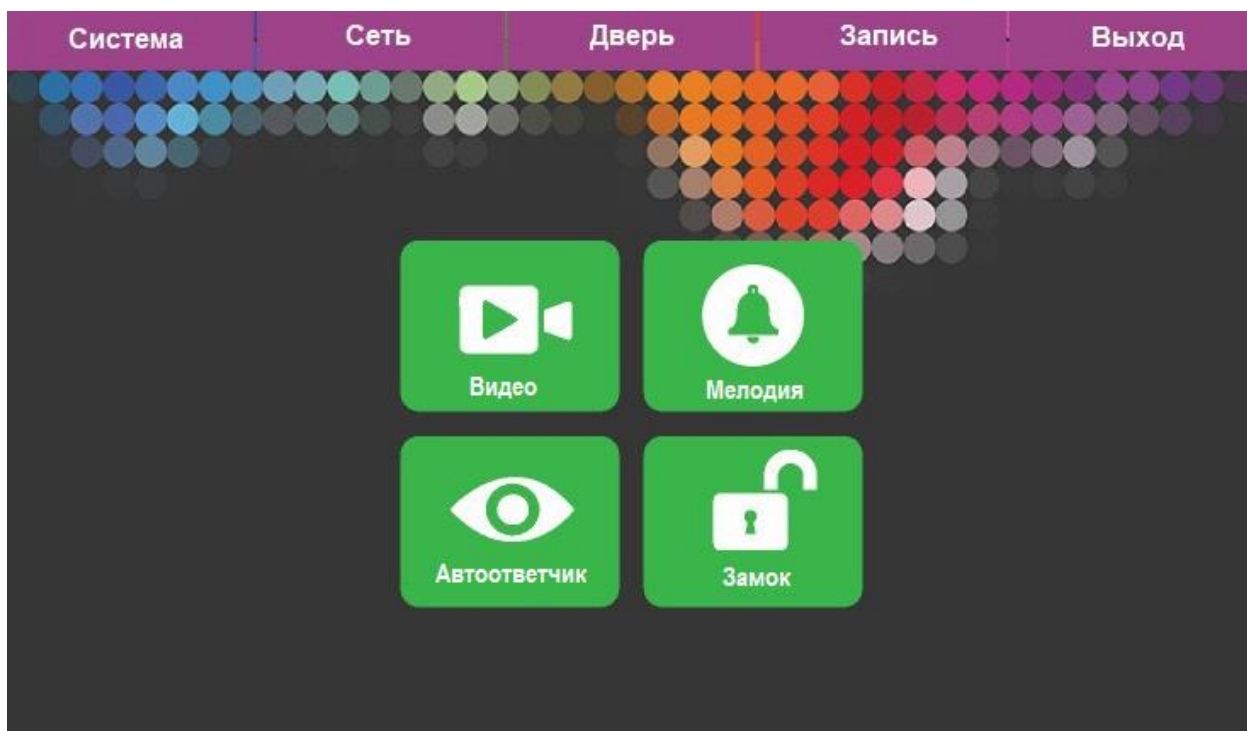 Система
Сеть
Дверь
Запись
Выход
Видео
Мелодия
Автоответчик
Замок